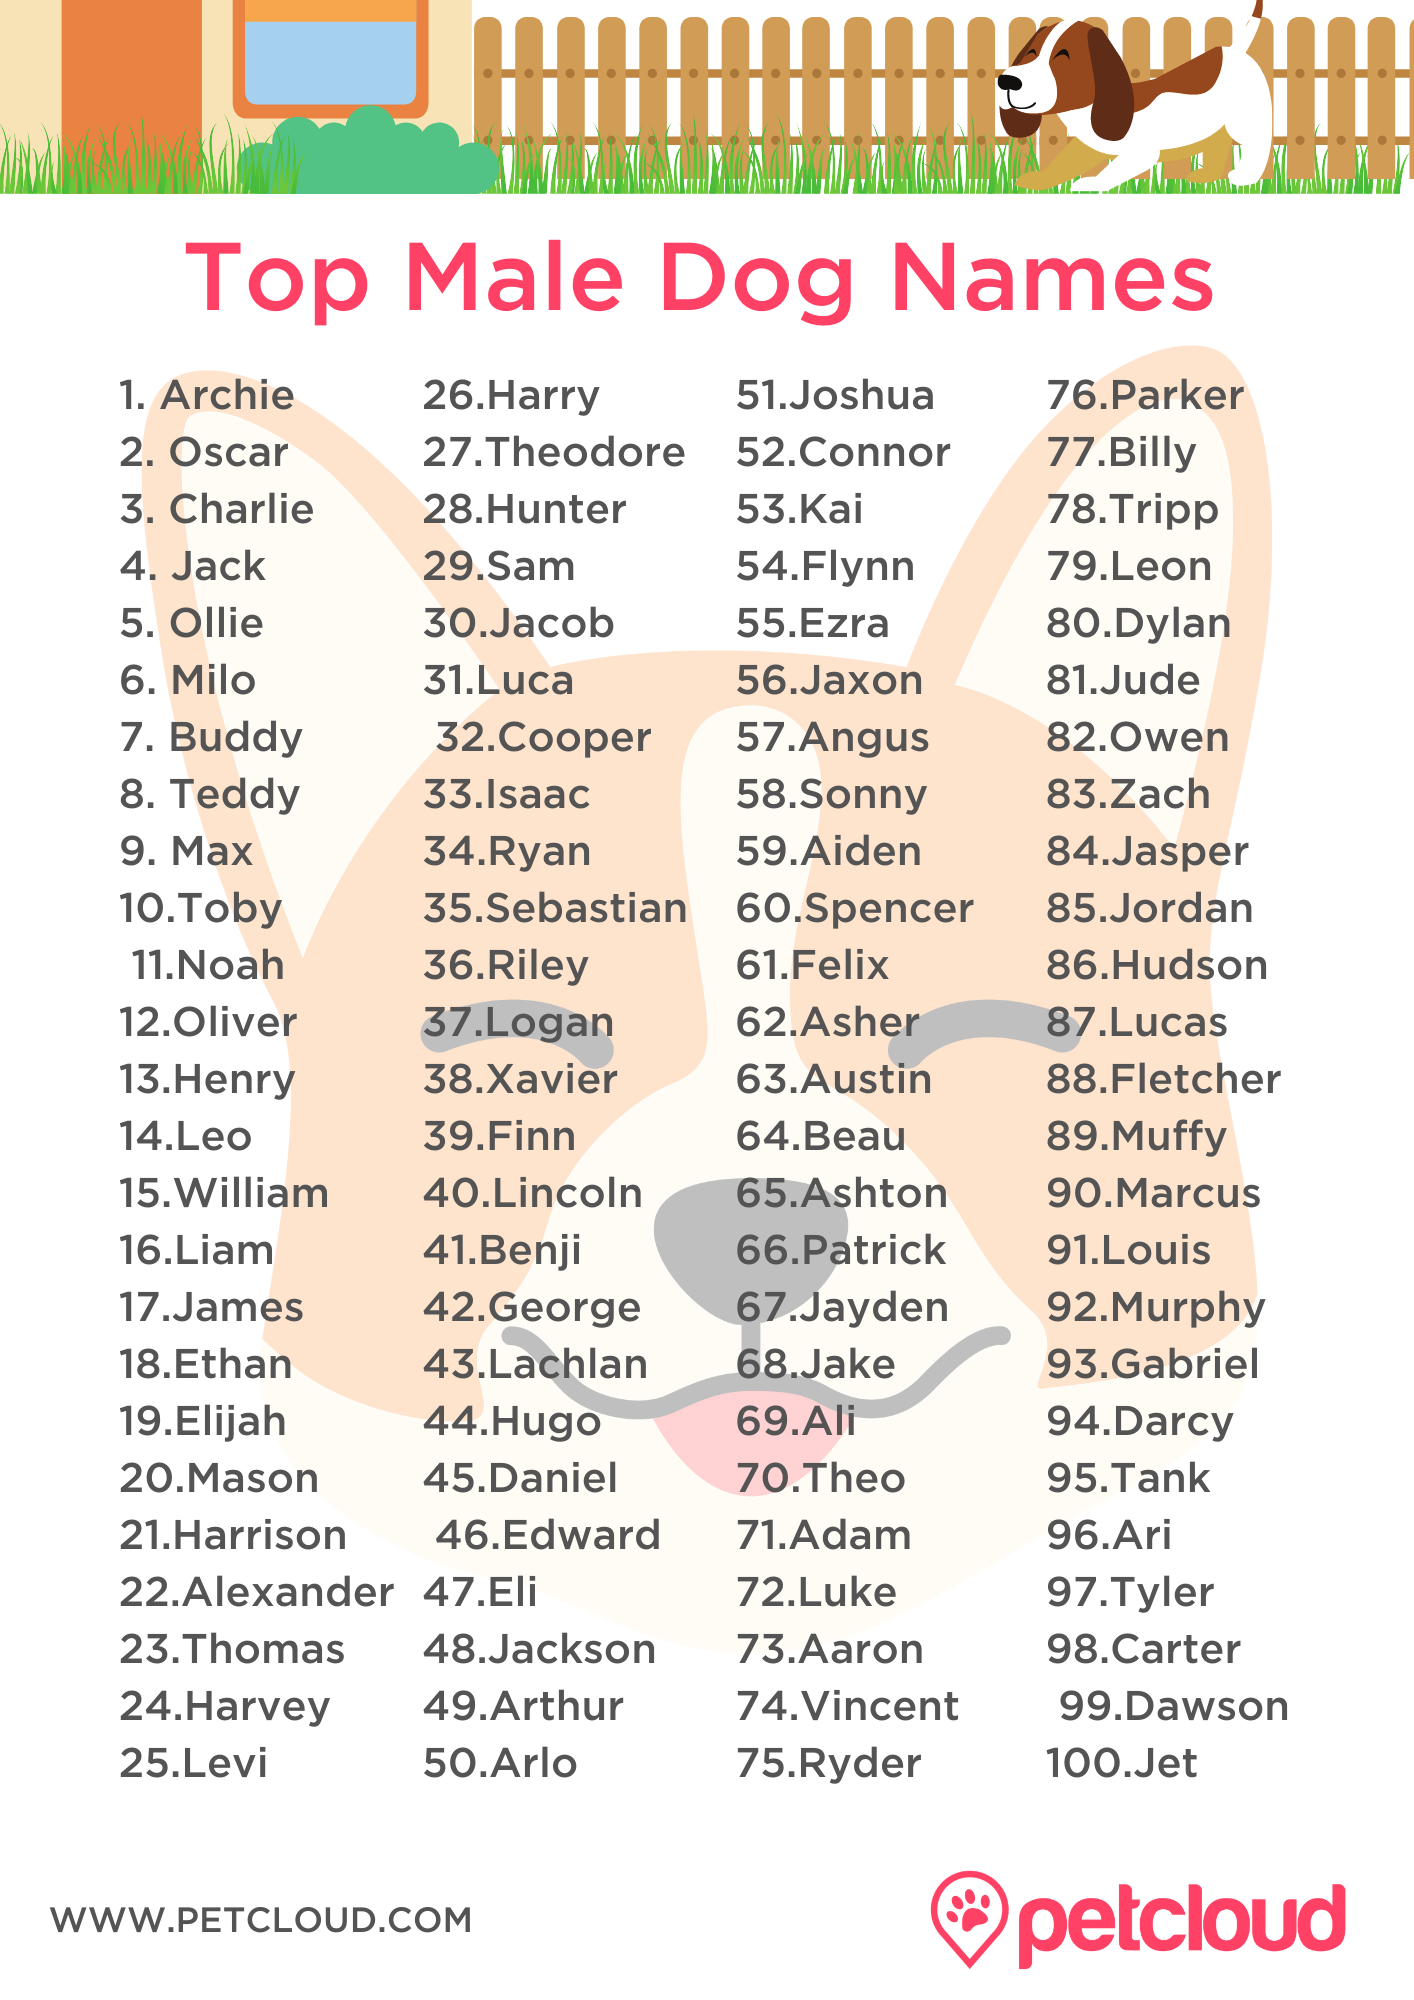 Top Male Dog Names
1. Archie
2. Oscar
3. Charlie
4. Jack
5. Ollie
6. Milo
7. Buddy
8. Teddy
9. Max
10.Toby
11.Noah
12.Oliver
13.Henry
14.Leo
15.William
16.Liam
17.James
18.Ethan
19.Elijah
20.Mason
21.Harrison
22.Alexander
23.Thomas
24.Harvey
25.Levi
26.Harry
27.Theodore
28.Hunter
29.Sam
30.Jacob
31.Luca
32.Cooper
33.Isaac
34.Ryan
35.Sebastian
36.Riley
37.Logan
38.Xavier
39.Finn
40.Lincoln
41.Benji
42.George
43.Lachlan
44.Hugo
45.Daniel
46.Edward
47.Eli
48.Jackson
49.Arthur
50.Arlo
51.Joshua
52.Connor
53.Kai
54.Flynn
55.Ezra
56.Jaxon
57.Angus
58.Sonny
59.Aiden
60.Spencer
61.Felix
62.Asher
63.Austin
64.Beau
65.Ashton
66.Patrick
67.Jayden
68.Jake
69.Ali
70.Theo
71.Adam
72.Luke
73.Aaron
74.Vincent
75.Ryder
76.Parker
77.Billy
78.Tripp
79.Leon
80.Dylan
81.Jude
82.Owen
83.Zach
84.Jasper
85.Jordan
86.Hudson
87.Lucas
88.Fletcher
89.Muffy
90.Marcus
91.Louis
92.Murphy
93.Gabriel
94.Darcy
95.Tank
96.Ari
97.Tyler
98.Carter
99.Dawson
100.Jet
WWW.PETCLOUD.COM
petcloud